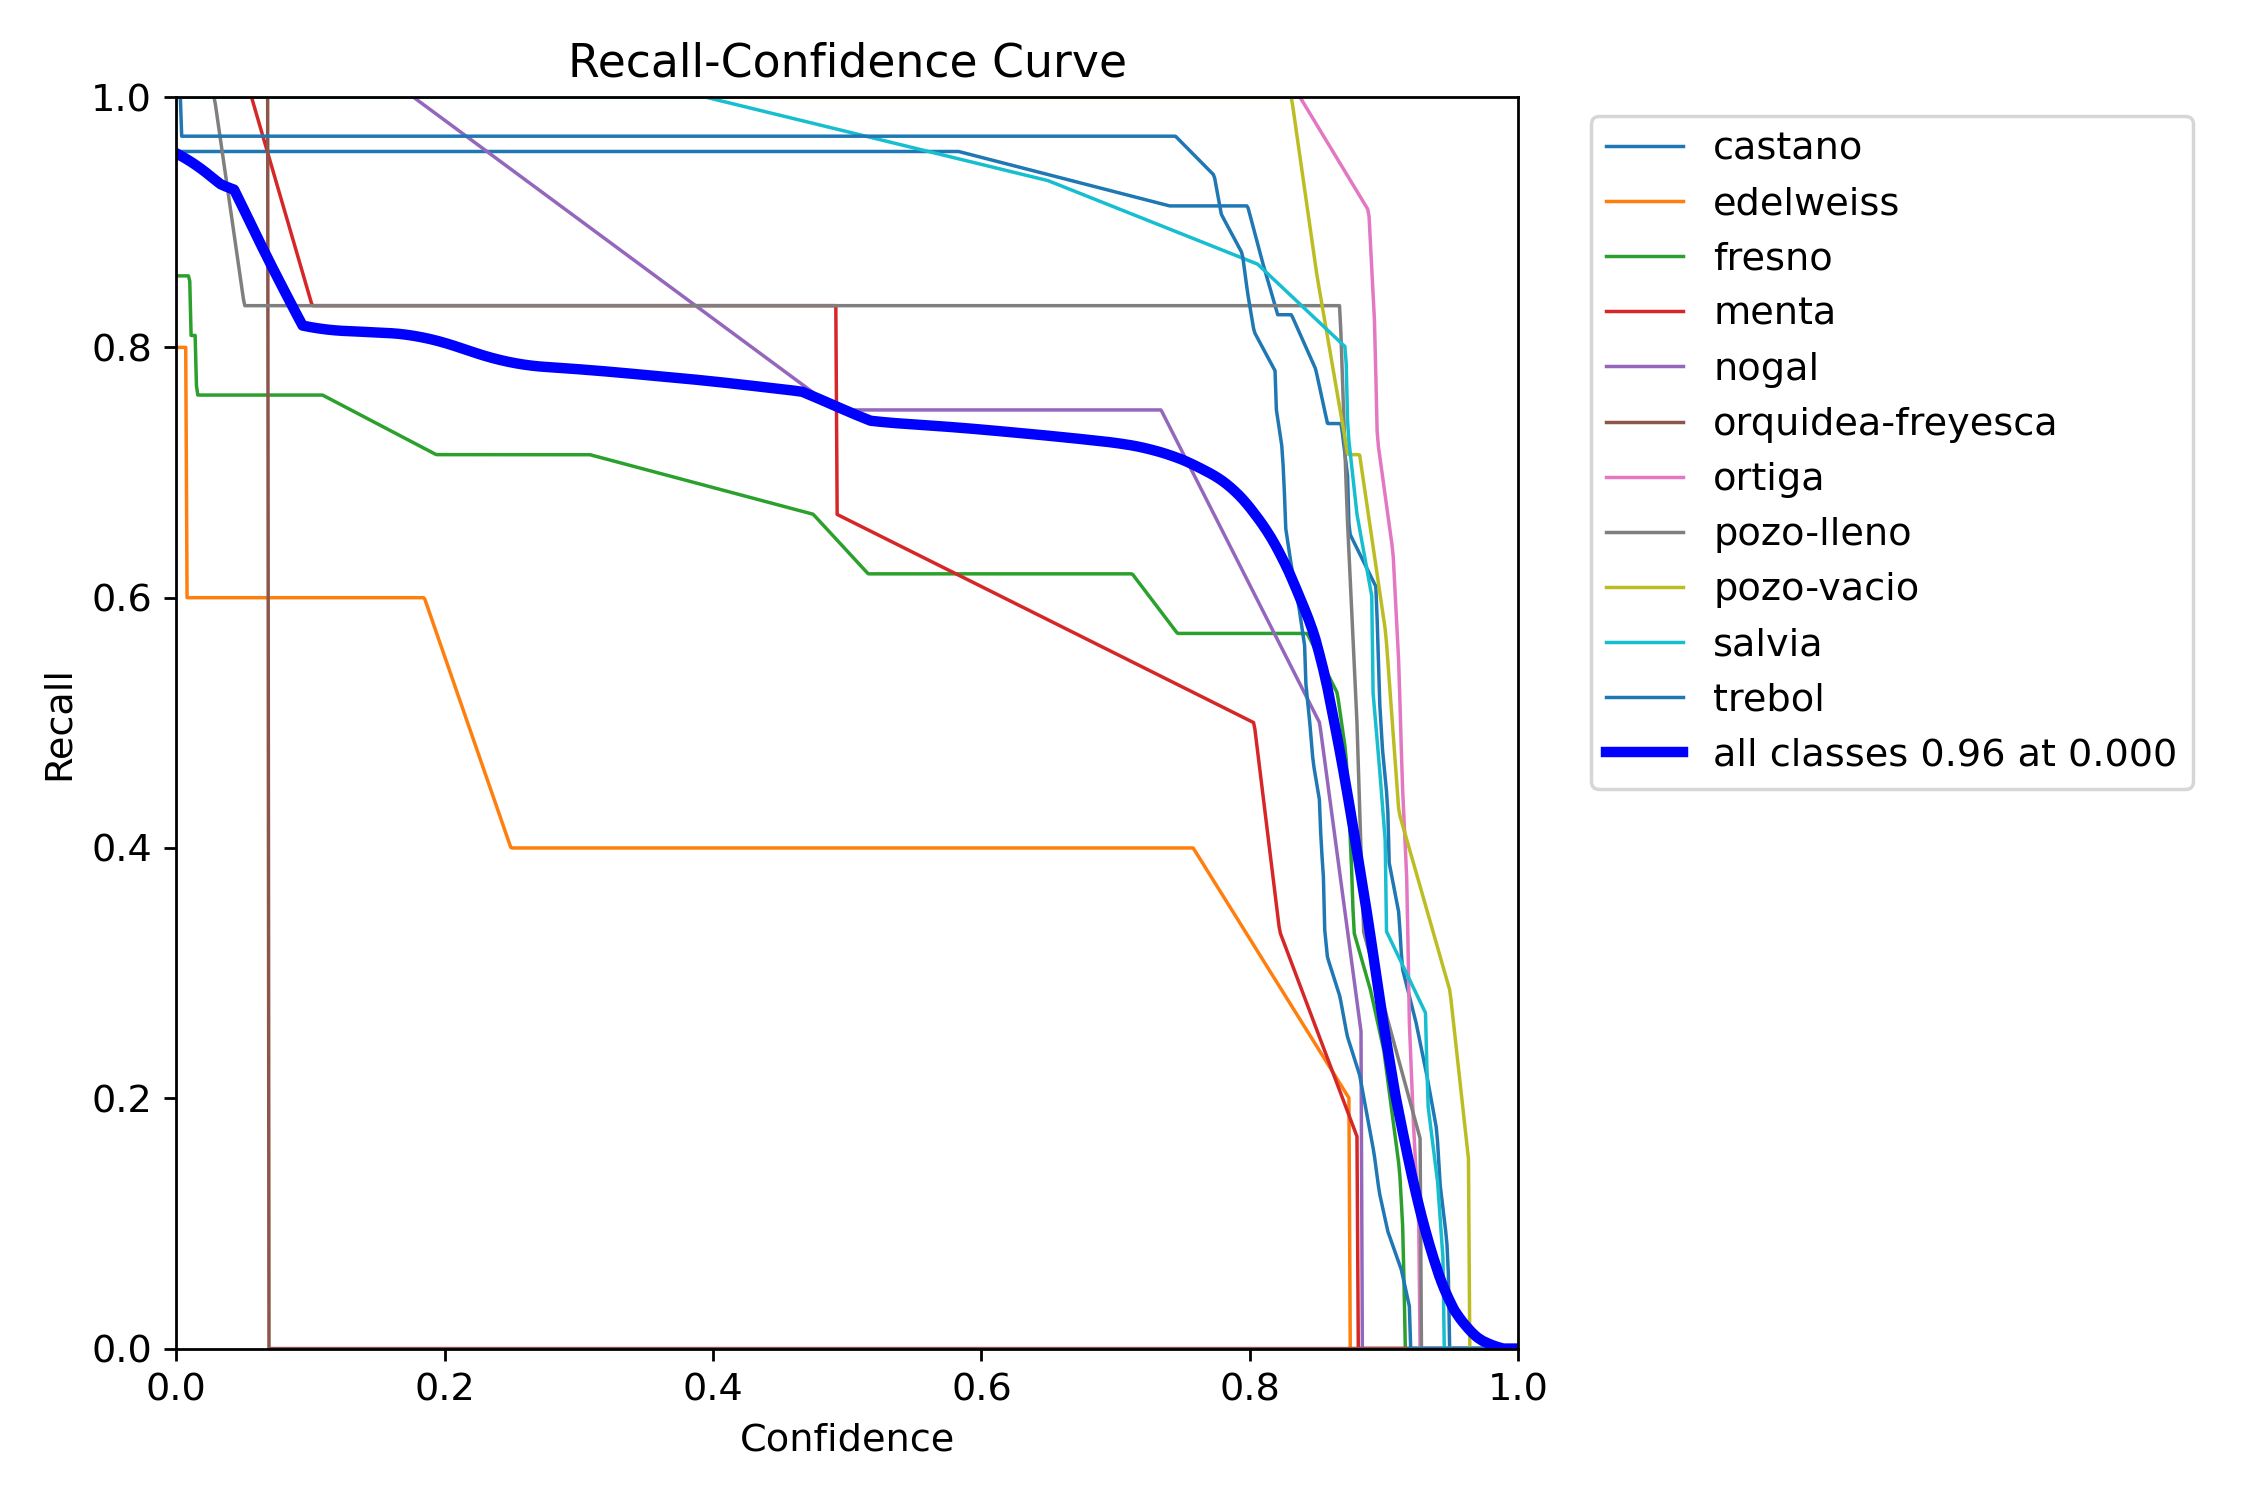 Recall-Confidence Curve
1.0
0.8
0.6
0.4
0.2
0.0
Recall
0.0 0.2 0.4 0.6 0.8 1.0
Confidence
castano
edelweiss
fresno
menta
nogal
orquidea-freyesca
ortiga
pozo-lleno
pozo-vacio
salvia
trebol
all classes 0.96 at 0.000